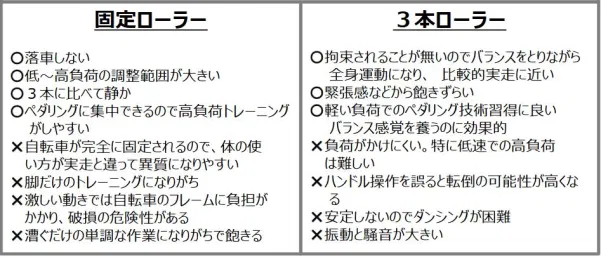 固定ローラー
○落車しない
○低～高負荷の調整範囲が大きい
○３本に比べて静か
○ペダリングに集中できるので高負荷トレーニング
がしやすい
×自転車が完全に固定されるので、体の使
い方が実走と違って異質になりやすい
×脚だけのトレーニングになりがち
×激しい動きでは自転車のフレームに負担が
かかり、破損の危険性がある
×漕ぐだけの単調な作業になりがちで飽きる
３本ローラー
○拘束されることが無いのでバランスをとりながら
全身運動になり、 比較的実走に近い
○緊張感などから飽きずらい
○軽い負荷でのペダリング技術習得に良い
バランス感覚を養うのに効果的
×負荷がかけにくい。特に低速での高負荷
は難しい
×ハンドル操作を誤ると転倒の可能性が高くな
る
×安定しないのでダンシングが困難
×振動と騒音が大きい